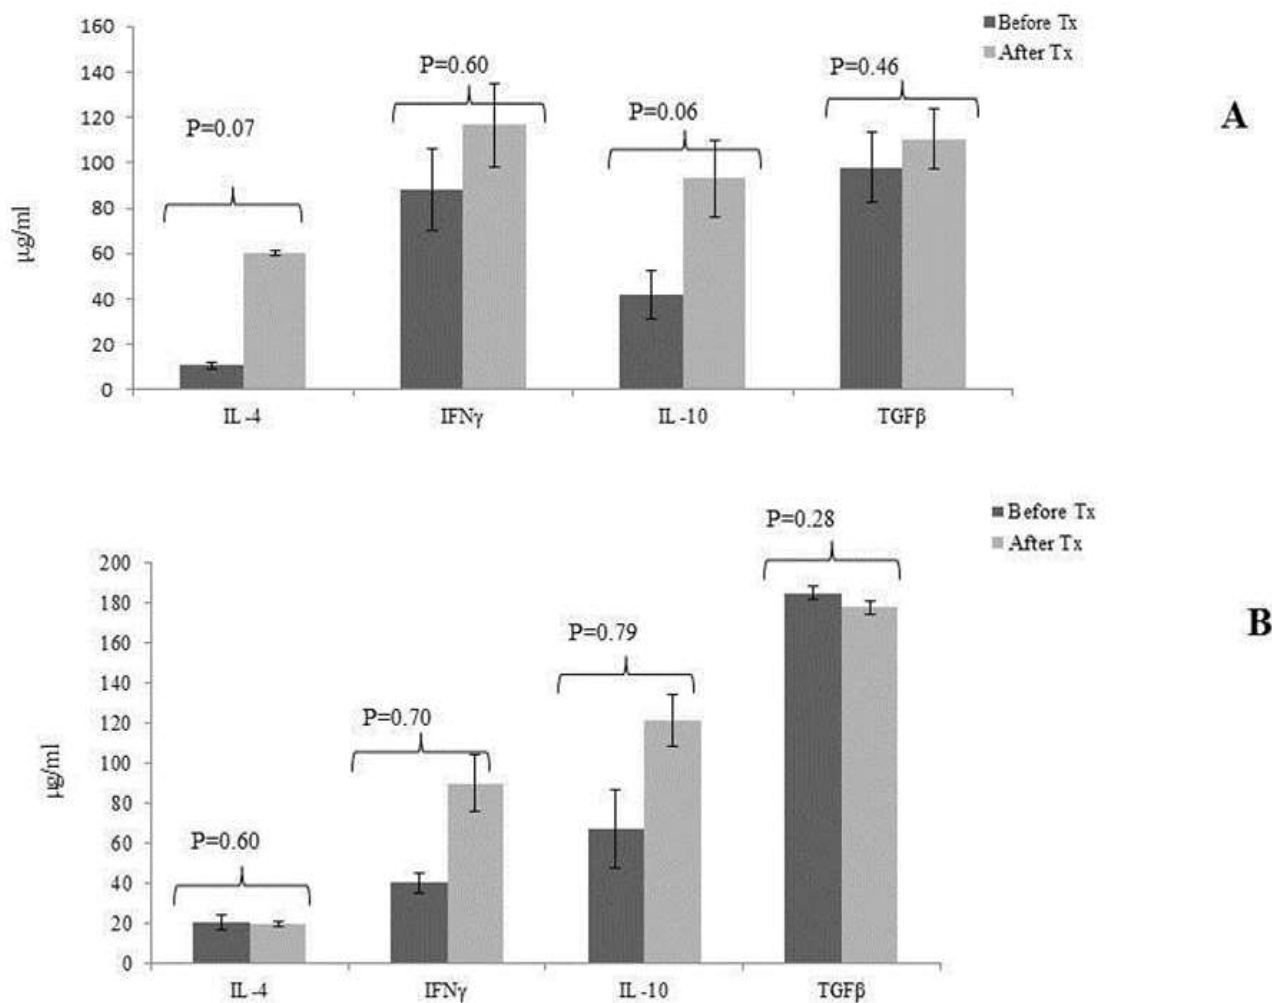 160
Before Tx
140
After Tx
P=0.60
P=0.46
120
P=0.06
A
P=0.07
100
80
μg/ml
60
40
20
0
IL -4
IFNγ
IL -10
TGFβ
Before Tx
P=0.28
After Tx
200
180
P=0.79
B
160
140
P=0.70
120
100
μg/ml
80
P=0.60
60
40
20
0
IL -4
IFNγ
IL -10
TGFβ